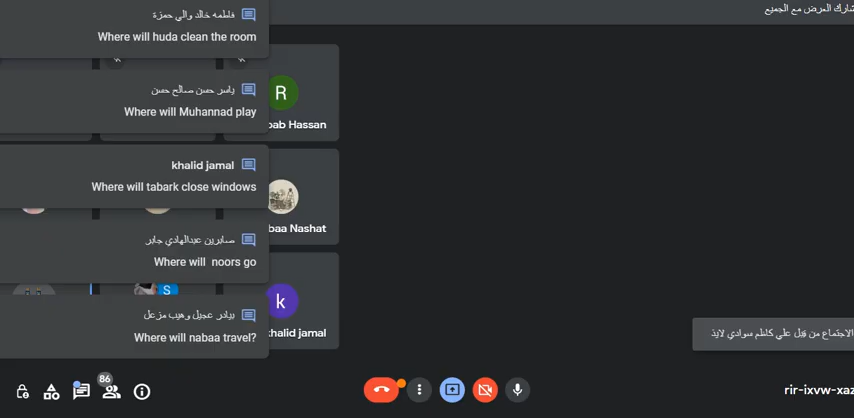 شارك العرض مع الجميع
فاطمه خالد والي حمزة
Where will huda clean the room
ياسر حسن صالح حسن
Where will Muhannad play
khalid jamal
Where will tabark close windows
صابرين عبدالهادي جابر
Where will noors go
بيادر عجيل وهيب مزعل
Where will nabaa travel?
R
bab Hassan
baa Nashat
S
k
khalid jamal
الاجتماع من قبل علي كاظم سوادي لايذ
86
rir-ixvw-xaz